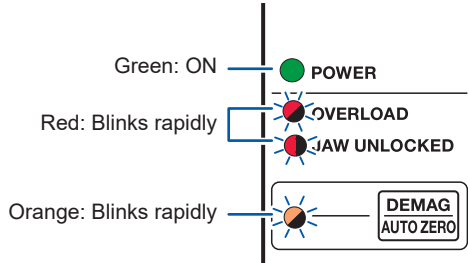 Green: ON
POWER
Red: Blinks rapidly
OVERLOAD
JAW UNLOCKED
Orange: Blinks rapidly
DEMAG
AUTO ZERO